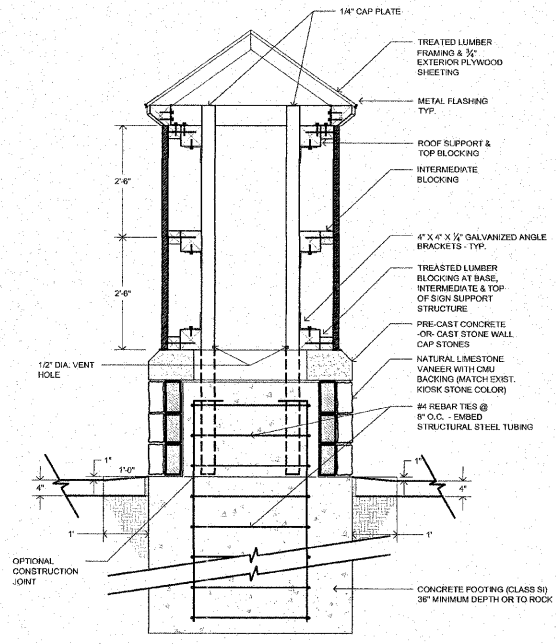 1/4" CAP PLATE
TREATED LUMBER
FRAMING & 3/4"
EXTERIOR PLYWOOD
SHEETING
METAL FLASHING
TYP.
ROOF SUPPORT &
TOP BLOCKING
INTERMEDIATE
BLOCKING
2'-6"
4" X 4" X 1/4" GALVANIZED ANGLE
BRACKETS - TYP.
TREASTED LUMBER
BLOCKING AT BASE,
INTERMEDIATE & TOP
OF SIGN SUPPORT
STRUCTURE
2'-6"
PRE-CAST CONCRETE
-OR- CAST STONE WALL
CAP STONES
1/2" DIA. VENT
HOLE
NATURAL LIMESTONE
VANEER WITH CMU
BACKING (MATCH EXIST.
KIOSK STONE COLOR)
#4 REBAR TIES @
8" O.C. - EMBED
STRUCTURAL STEEL TUBING
1"
1'-0"
4"
1'
1"
4"
1'
OPTIONAL
CONSTRUCTION
JOINT
CONCRETE FOOTING (CLASS SI)
36" MINIMUM DEPTH OR TO ROCK